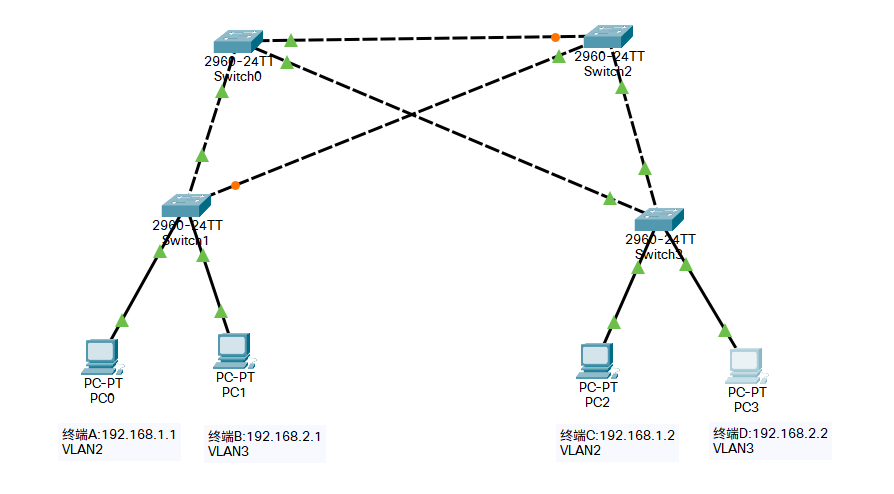 2960-24TT
Switch0
2960-24TT
Switch2
2960-24TT
Switch1
2960-24TT
Switch3
PC-PT
PC0
PC-PT
PC1
PC-PT
PC2
PC-PT
PC3
终端A:192.168.1.1
VLAN2
终端B:192.168.2.1
VLAN3
终端C:192.168.1.2
VLAN2
终端D:192.168.2.2
VLAN3